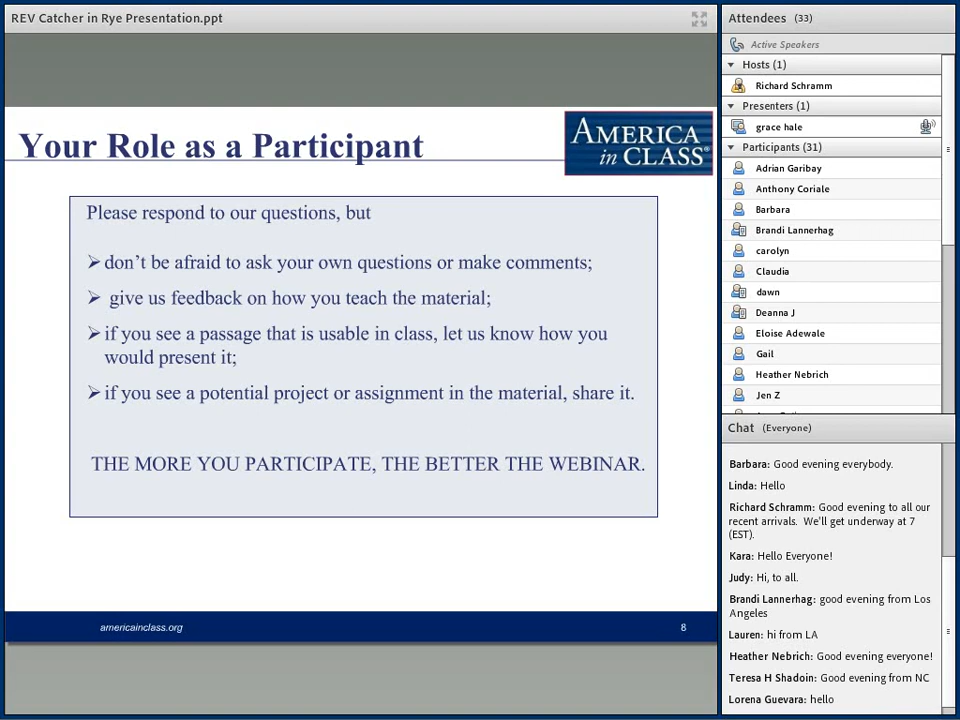 REV Catcher in Rye Presentation.ppt
Your Role as a Participant
AMERICA
in CLASS®
Please respond to our questions, but
➢ don't be afraid to ask your own questions or make comments;
➢ give us feedback on how you teach the material;
➢ if you see a passage that is usable in class, let us know how you
would present it;
➢ if you see a potential project or assignment in the material, share it.
THE MORE YOU PARTICIPATE, THE BETTER THE WEBINAR.
americainclass.org
8
Attendees (33)
Active Speakers
Hosts (1)
Richard Schramm
Presenters (1)
grace hale
Participants (31)
Adrian Garibay
Anthony Coriale
Barbara
Brandi Lannerhag
carolyn
Claudia
dawn
Deanna J
Eloise Adewale
Gail
Heather Nebrich
Jen Z
Chat (Everyone)
Barbara: Good evening everybody.
Linda: Hello
Richard Schramm: Good evening to all our
recent arrivals. We'll get underway at 7
(EST).
Kara: Hello Everyone!
Judy: Hi, to all.
Brandi Lannerhag: good evening from Los
Angeles
Lauren: hi from LA
Heather Nebrich: Good evening everyone!
Teresa H Shadoin: Good evening from NC
Lorena Guevara: hello